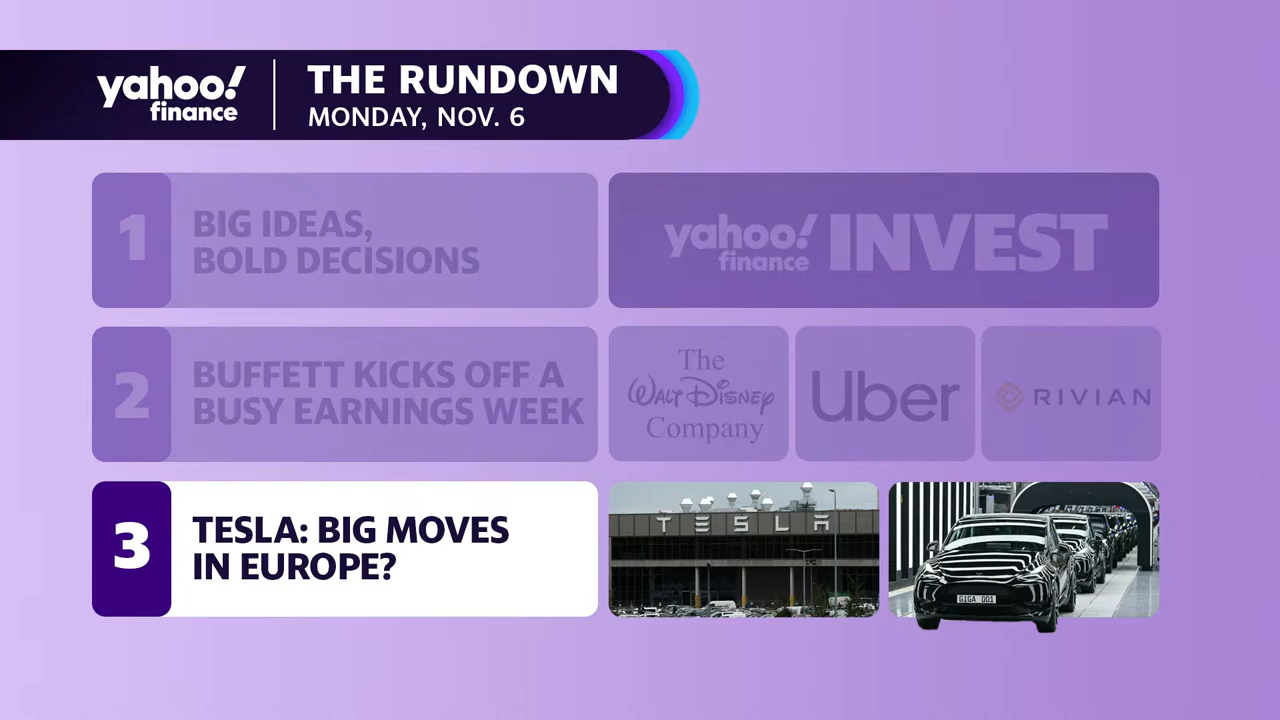 yahoo!
finance
THE RUNDOWN
MONDAY, NOV. 6
1
BIG IDEAS,
BOLD DECISIONS
yahoo!
finance
INVEST
2
BUFFETT KICKS OFF A
BUSY EARNINGS WEEK
The
WALT DISNEY
Company
Uber
RIVIAN
3
TESLA: BIG MOVES
IN EUROPE?
TESLA
GIGA 001